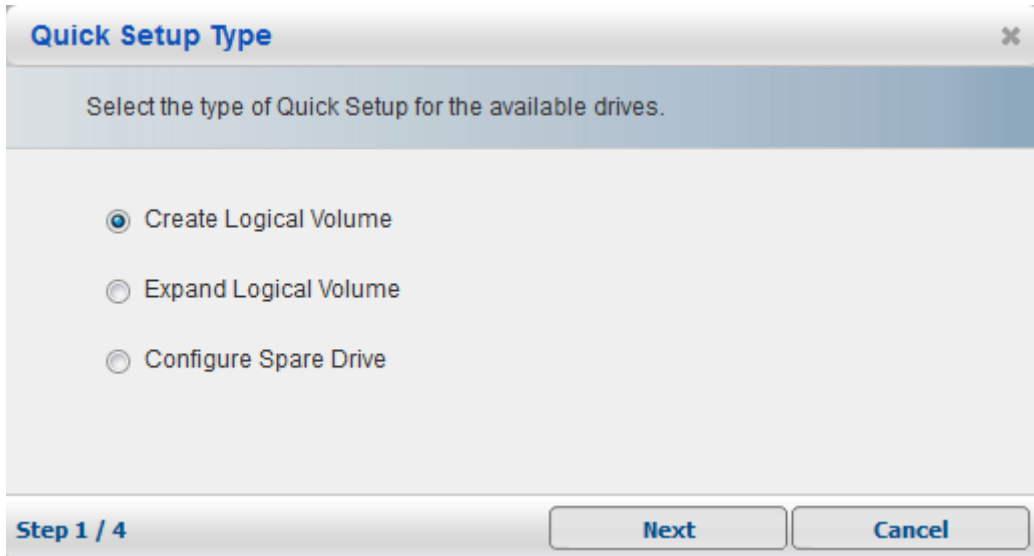 Quick Setup Type
Select the type of Quick Setup for the available drives.
Create Logical Volume
Expand Logical Volume
Configure Spare Drive
Step 1 / 4
Next
Cancel